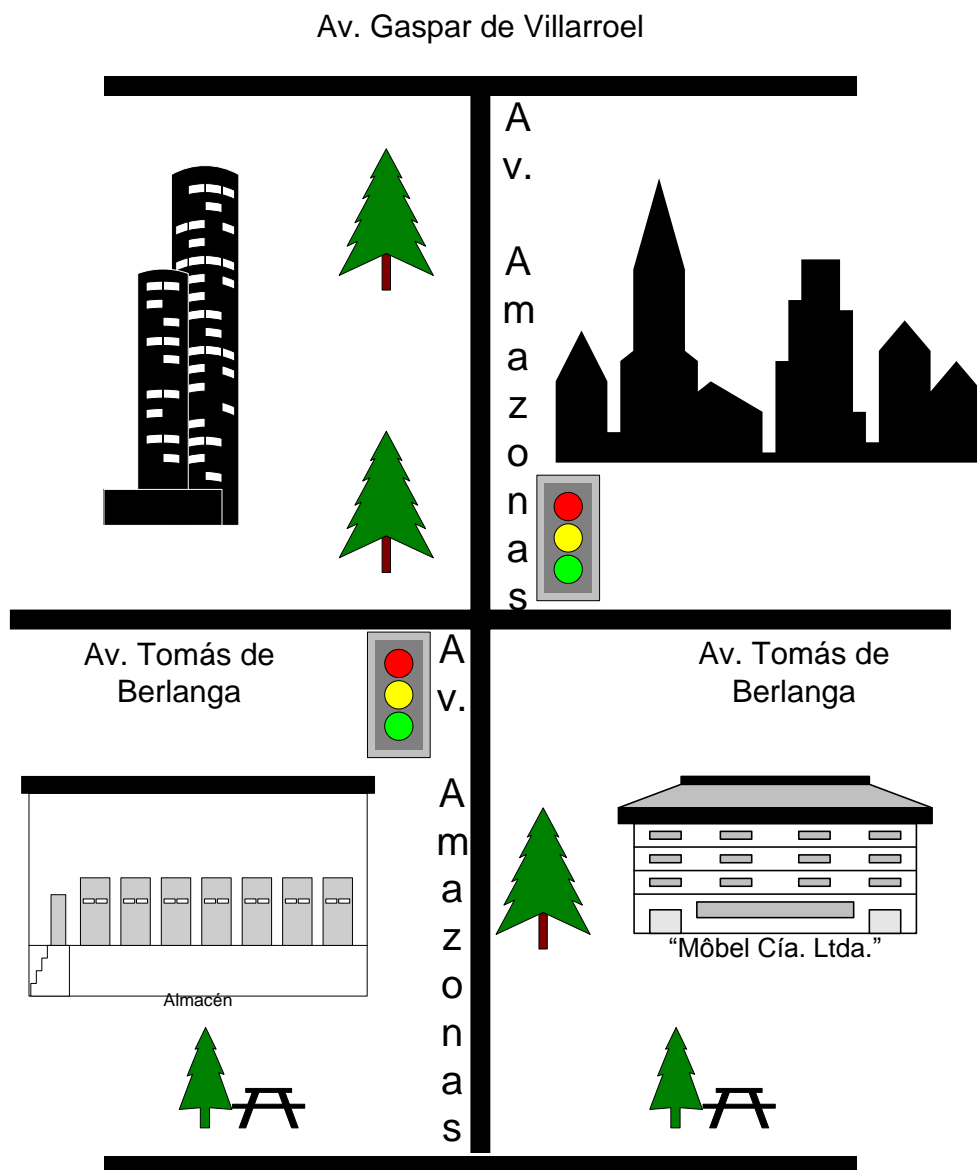 Av. Gaspar de Villarroel
Av. Amazonas
Av. Tomás de
Berlanga
Av. Amazonas
Av. Tomás de
Berlanga
Almacén
“Môbel Cía. Ltda.”